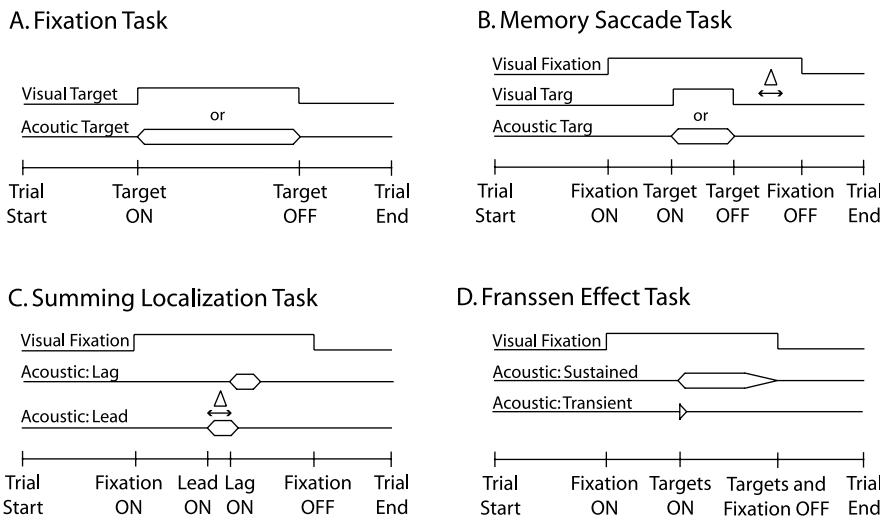 A. Fixation Task
Visual Target
or
Acoutic Target
Trial Target Target Trial
Start ON OFF End
B. Memory Saccade Task
Visual Fixation
Δ
Visual Targ
or
Acoustic Targ
Trial Fixation Target Target Fixation Trial
Start ON ON OFF OFF End
C. Summing Localization Task
Visual Fixation
Acoustic: Lag
Δ
Acoustic: Lead
Trial Fixation Lead Lag Fixation Trial
Start ON ON ON OFF End
D. Franssen Effect Task
Visual Fixation
Acoustic: Sustained
Acoustic: Transient
Trial Fixation Targets Targets and Trial
Start ON ON Fixation OFF End